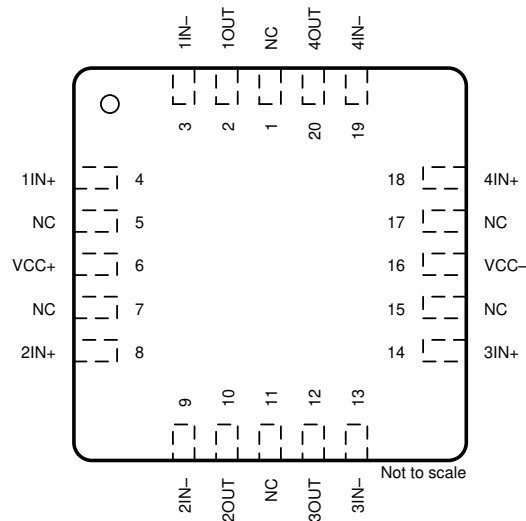 1IN–
1OUT
NC
4OUT
4IN–
3
2
1
20
19
1IN+
4
18
4IN+
NC
5
17
NC
VCC+
6
16
VCC–
NC
7
15
NC
2IN+
8
14
3IN+
9
10
11
12
13
2IN–
2OUT
NC
3OUT
3IN–
Not to scale